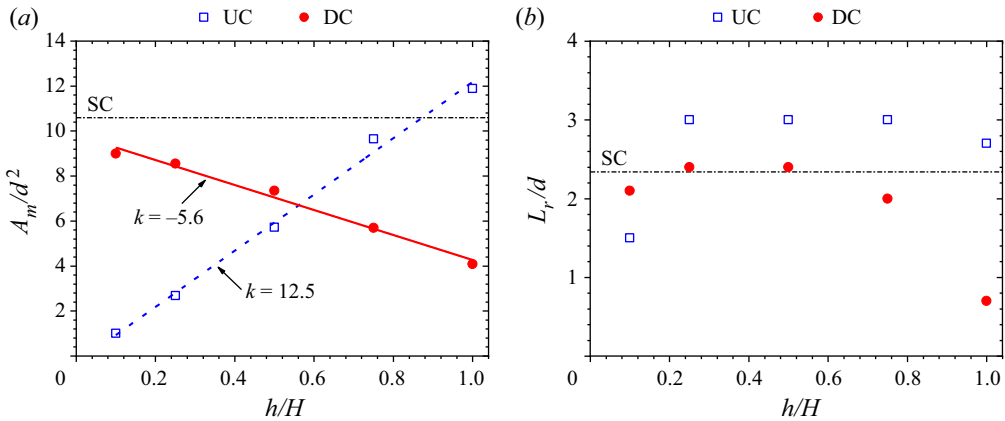 (a) UC DC
14
12
10
8
6
4
2
0
SC
k = –5.6
k = 12.5
A_m/d²
0.2 0.4 0.6 0.8 1.0
h/H
(b) UC DC
4
3
2
1
0
SC
L_r/d
0.2 0.4 0.6 0.8 1.0
h/H